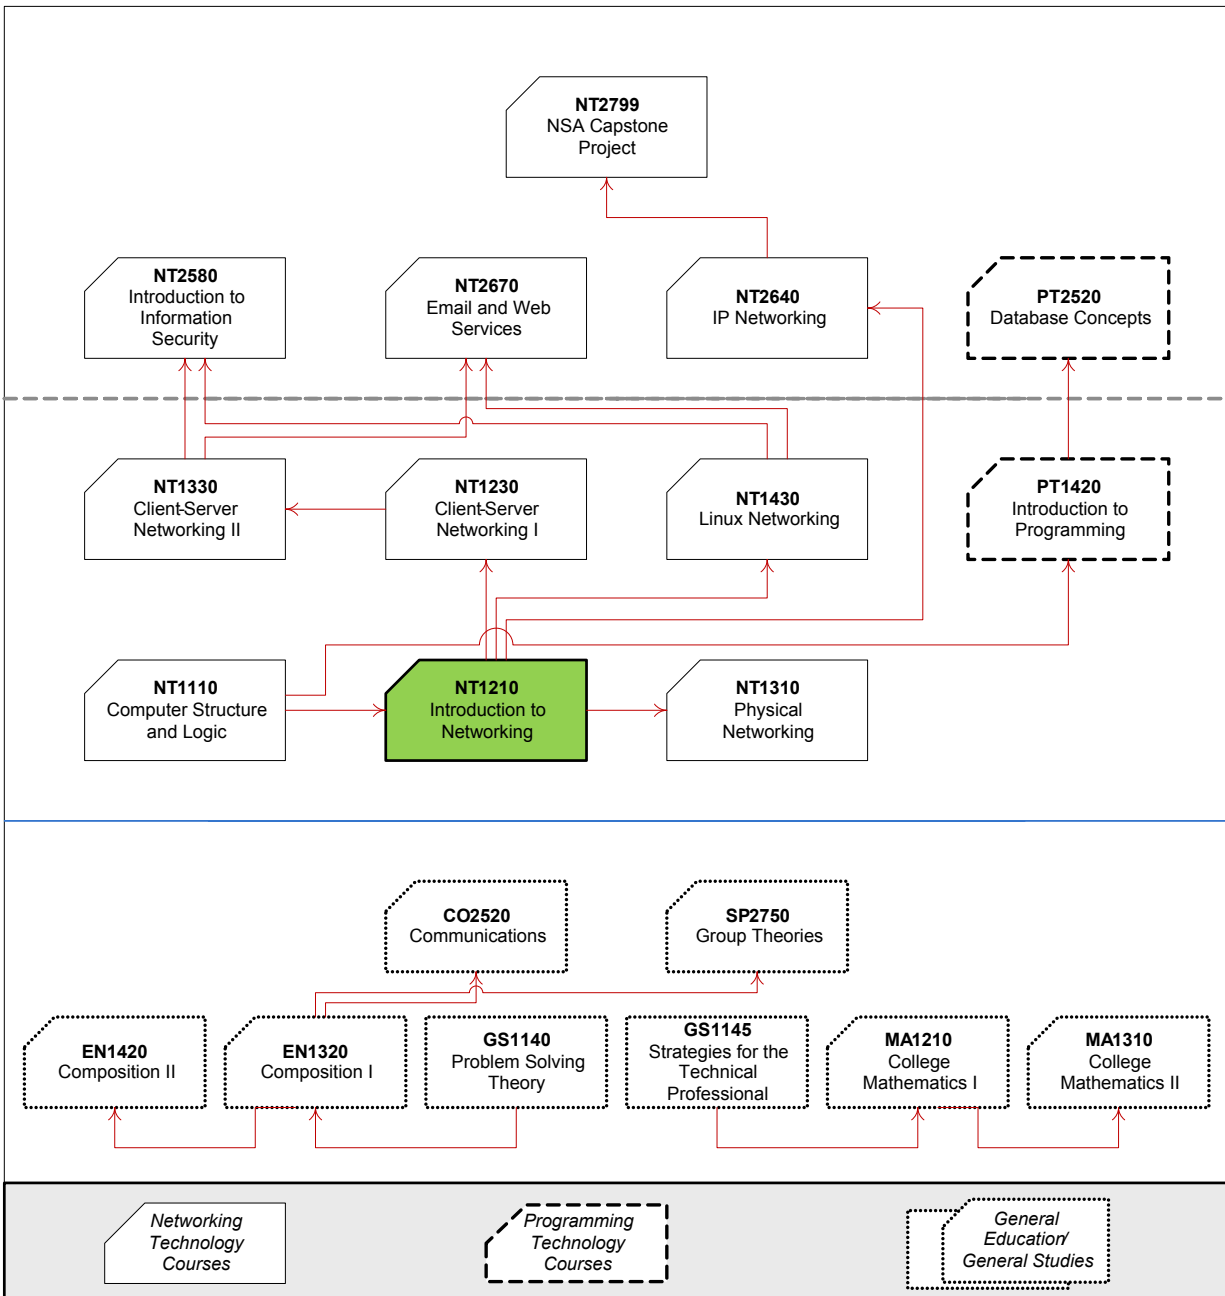 NT2799
NSA Capstone
Project
NT2580
Introduction to
Information
Security
NT2670
Email and Web
Services
NT2640
IP Networking
PT2520
Database Concepts
NT1330
Client-Server
Networking II
NT1230
Client-Server
Networking I
NT1430
Linux Networking
PT1420
Introduction to
Programming
NT1110
Computer Structure
and Logic
NT1210
Introduction to
Networking
NT1310
Physical
Networking
CO2520
Communications
SP2750
Group Theories
EN1420
Composition II
EN1320
Composition I
GS1140
Problem Solving
Theory
GS1145
Strategies for the
Technical
Professional
MA1210
College
Mathematics I
MA1310
College
Mathematics II
Networking
Technology
Courses
Programming
Technology
Courses
General
Education/
General Studies